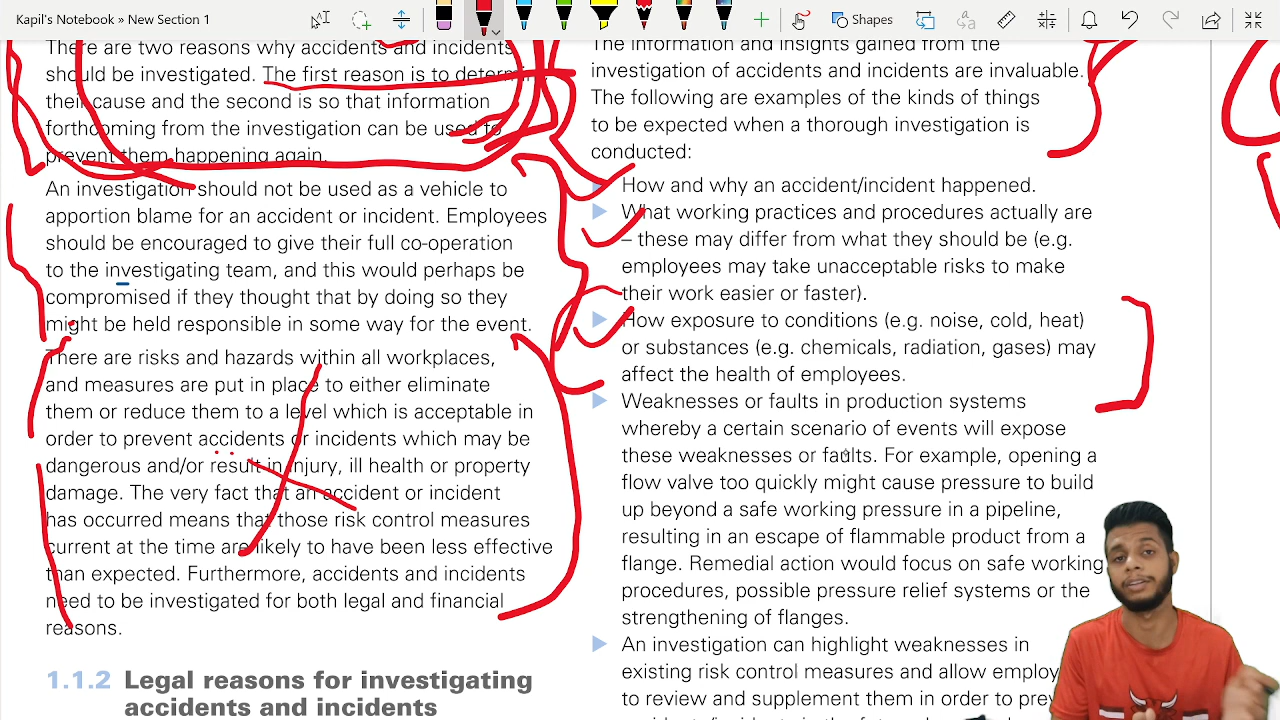 Kapil's Notebook » New Section 1
Shapes
There are two reasons why accidents and incidents
should be investigated. The first reason is to determine
their cause and the second is so that information
forthcoming from the investigation can be used to
prevent them happening again.
An investigation should not be used as a vehicle to
apportion blame for an accident or incident. Employees
should be encouraged to give their full co-operation
to the investigating team, and this would perhaps be
compromised if they thought that by doing so they
might be held responsible in some way for the event.
There are risks and hazards within all workplaces,
and measures are put in place to either eliminate
them or reduce them to a level which is acceptable in
order to prevent accidents or incidents which may be
dangerous and/or result in injury, ill health or property
damage. The very fact that an accident or incident
has occurred means that those risk control measures
current at the time are likely to have been less effective
than expected. Furthermore, accidents and incidents
need to be investigated for both legal and financial
reasons.
1.1.2 Legal reasons for investigating
accidents and incidents
The information and insights gained from the
investigation of accidents and incidents are invaluable.
The following are examples of the kinds of things
to be expected when a thorough investigation is
conducted:
How and why an accident/incident happened.
What working practices and procedures actually are
– these may differ from what they should be (e.g.
employees may take unacceptable risks to make
their work easier or faster).
How exposure to conditions (e.g. noise, cold, heat)
or substances (e.g. chemicals, radiation, gases) may
affect the health of employees.
Weaknesses or faults in production systems
whereby a certain scenario of events will expose
these weaknesses or faults. For example, opening a
flow valve too quickly might cause pressure to build
up beyond a safe working pressure in a pipeline,
resulting in an escape of flammable product from a
flange. Remedial action would focus on safe working
procedures, possible pressure relief systems or the
strengthening of flanges.
An investigation can highlight weaknesses in
existing risk control measures and allow
to review and supplement them in order to